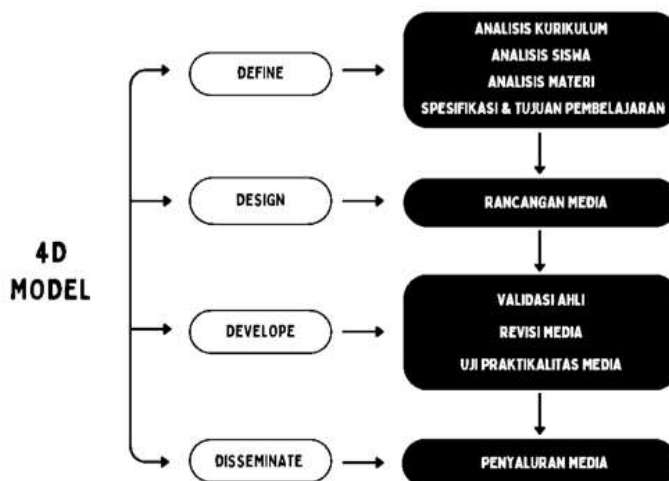 4D
MODEL
DEFINE
ANALISIS KURIKULUM
ANALISIS SISWA
ANALISIS MATERI
SPESIFIKASI & TUJUAN PEMBELAJARAN
DESIGN
RANCANGAN MEDIA
DEVELOPE
VALIDASI AHLI
REVISI MEDIA
UJI PRAKTIKALITAS MEDIA
DISSEMINATE
PENYALURAN MEDIA